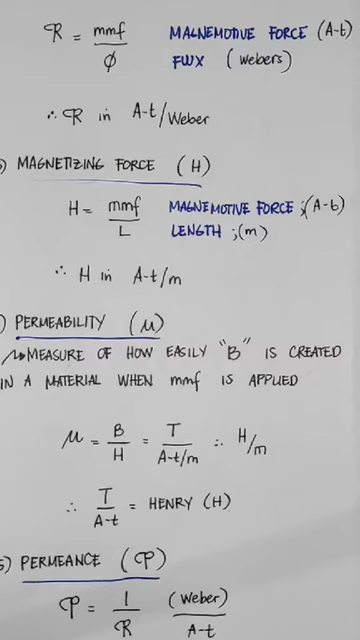 ℛ = mmf/ϕ MAGNEMOTIVE FORCE (A-t)
FLUX (webers)
∴ ℛ in A-t/Weber
) MAGNETIZING FORCE (H)
H = mmf/L MAGNEMOTIVE FORCE ;(A-t)
LENGTH ;(m)
∴ H in A-t/m
) PERMEABILITY (μ)
MEASURE OF HOW EASILY "B" IS CREATED
IN A MATERIAL WHEN mmf IS APPLIED
μ = B/H = T/A-t/m ∴ H/m
∴ T/A-t = HENRY (H)
5) PERMEANCE (𝒫)
𝒫 = 1/ℛ (Weber)/A-t